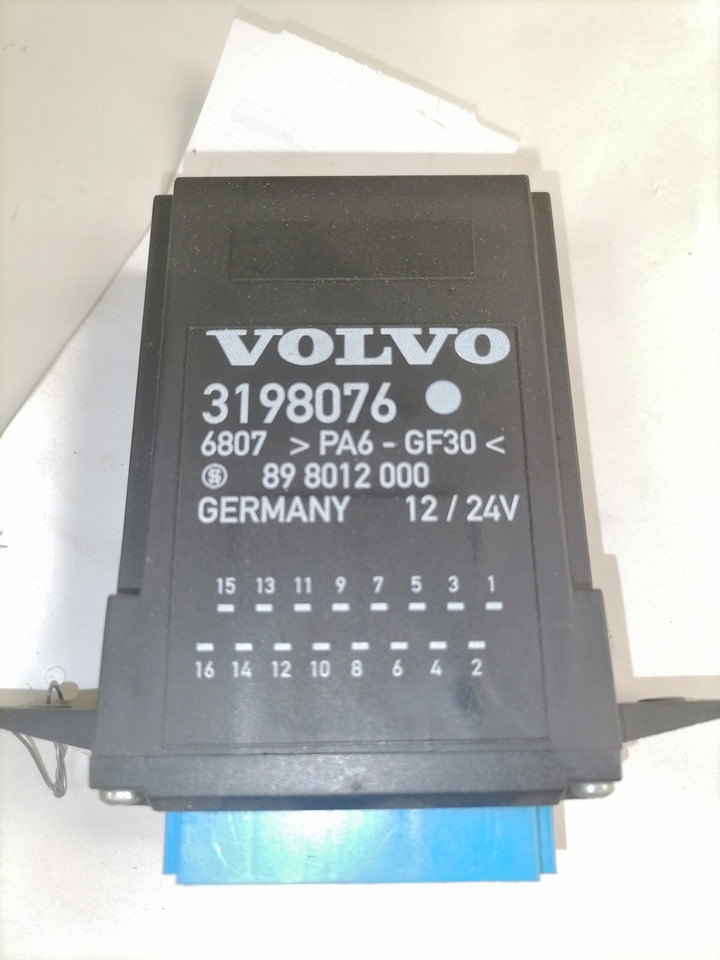 VOLVO
3198076
6807 >PA6 - GF30<
89 8012 000
GERMANY 12 / 24V
15 13 11 9 7 5 3 1
16 14 12 10 8 6 4 2